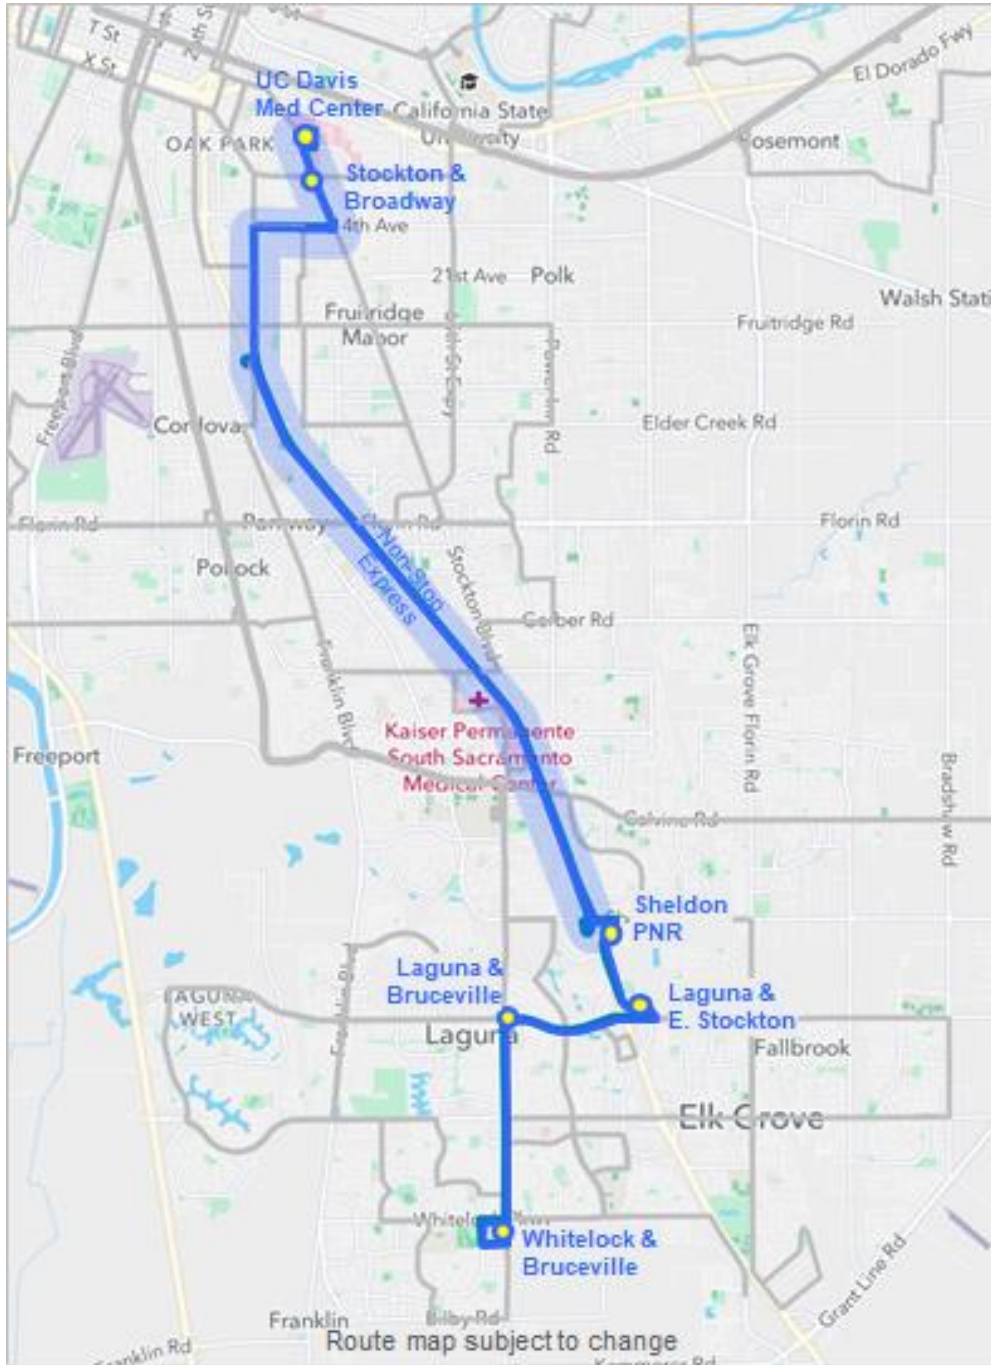 T St
X St
El Dorado Fwy
UC Davis
Med Center
California State
University
OAK PARK
Rosemont
Stockton &
Broadway
14th Ave
21st Ave
Polk
Walsh Stati
Fruitridge
Manor
Fruitridge Rd
Freeport Blvd
Power Inn Rd
Cordova
Elder Creek Rd
Florin Rd
Parkway
Florin Rd
Florin Rd
Pollock
Non-Stop
Express
Stockton Blvd
Gerber Rd
Franklin Blvd
Elk Grove Florin Rd
Kaiser Permanente
South Sacramento
Medical Center
Freeport
Bradshaw Rd
Calvine Rd
Sheldon
PNR
Laguna &
Bruceville
Laguna &
E. Stockton
LAGUNA
WEST
Franklin Blvd
Laguna
Fallbrook
Elk Grove
Whitelock &
Bruceville
Grant Line Rd
Franklin
Bilby Rd
Route map subject to change
Franklin Rd
Kammerer Rd